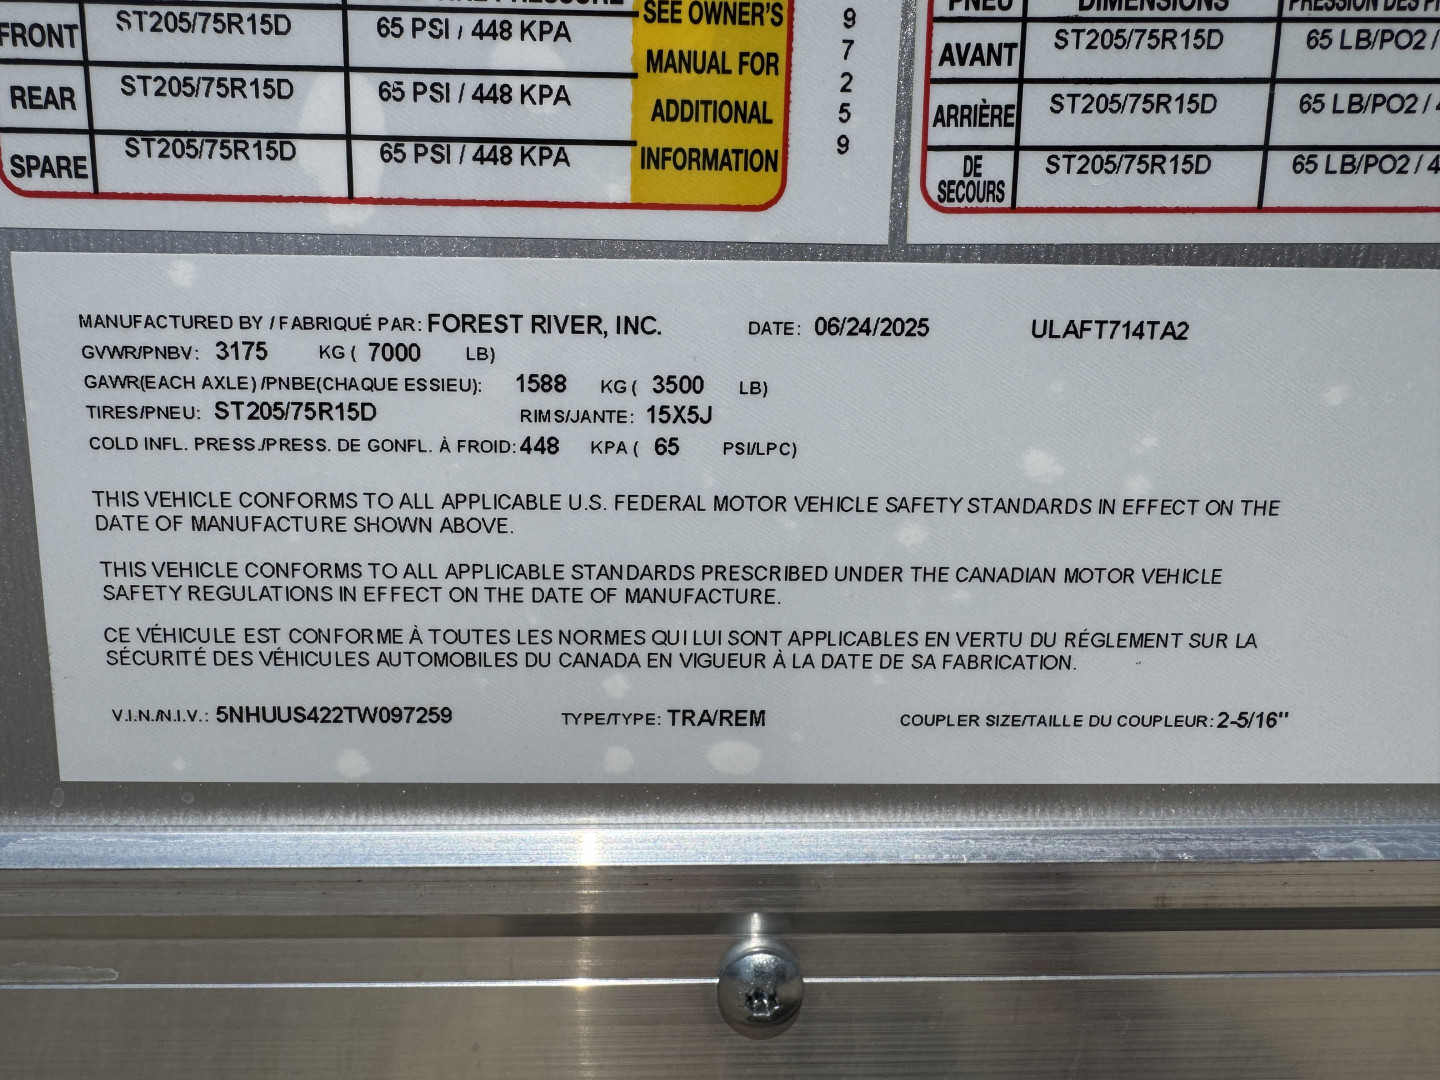 FRONT ST205/75R15D 65 PSI / 448 KPA
REAR ST205/75R15D 65 PSI / 448 KPA
SPARE ST205/75R15D 65 PSI / 448 KPA
SEE OWNER'S
MANUAL FOR
ADDITIONAL
INFORMATION
9
7
2
5
9
PNEU DIMENSIONS
AVANT ST205/75R15D 65 LB/PO2 /
ARRIÈRE ST205/75R15D 65 LB/PO2 / 4
DE
SECOURS ST205/75R15D 65 LB/PO2 / 4
MANUFACTURED BY / FABRIQUÉ PAR: FOREST RIVER, INC. DATE: 06/24/2025 ULAFT714TA2
GVWR/PNBV: 3175 KG ( 7000 LB)
GAWR(EACH AXLE) /PNBE(CHAQUE ESSIEU): 1588 KG ( 3500 LB)
TIRES/PNEU: ST205/75R15D RIMS/JANTE: 15X5J
COLD INFL. PRESS./PRESS. DE GONFL. À FROID: 448 KPA ( 65 PSI/LPC)
THIS VEHICLE CONFORMS TO ALL APPLICABLE U.S. FEDERAL MOTOR VEHICLE SAFETY STANDARDS IN EFFECT ON THE
DATE OF MANUFACTURE SHOWN ABOVE.
THIS VEHICLE CONFORMS TO ALL APPLICABLE STANDARDS PRESCRIBED UNDER THE CANADIAN MOTOR VEHICLE
SAFETY REGULATIONS IN EFFECT ON THE DATE OF MANUFACTURE.
CE VÉHICULE EST CONFORME À TOUTES LES NORMES QUI LUI SONT APPLICABLES EN VERTU DU RÉGLEMENT SUR LA
SÉCURITÉ DES VÉHICULES AUTOMOBILES DU CANADA EN VIGUEUR À LA DATE DE SA FABRICATION.
V.I.N./N.I.V.: 5NHUUS422TW097259 TYPE/TYPE: TRA/REM COUPLER SIZE/TAILLE DU COUPLEUR: 2-5/16"